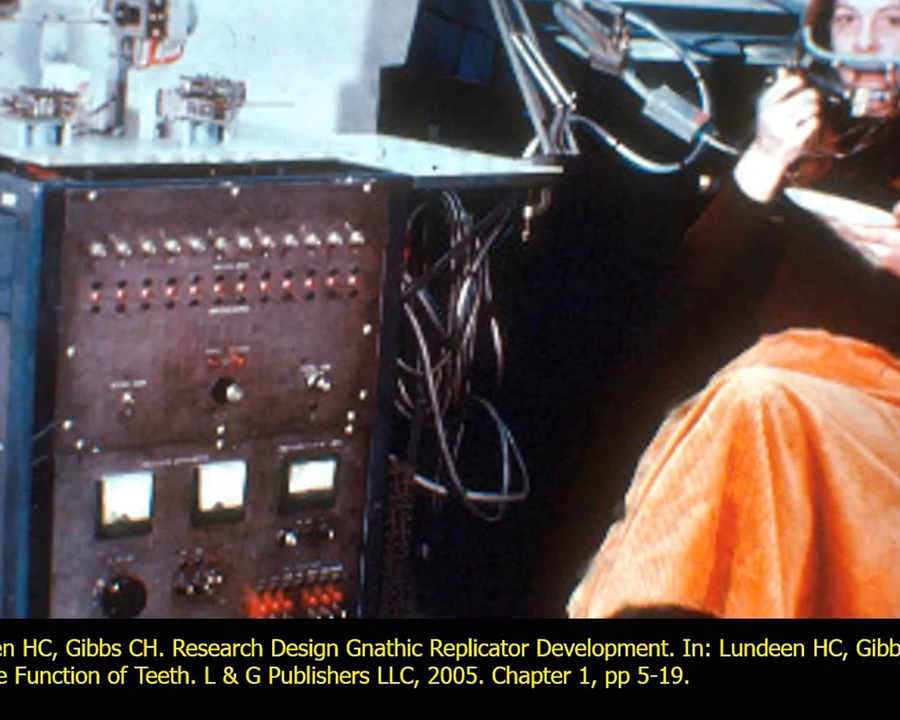 en HC, Gibbs CH. Research Design Gnathic Replicator Development. In: Lundeen HC, Gibb
e Function of Teeth. L & G Publishers LLC, 2005. Chapter 1, pp 5-19.